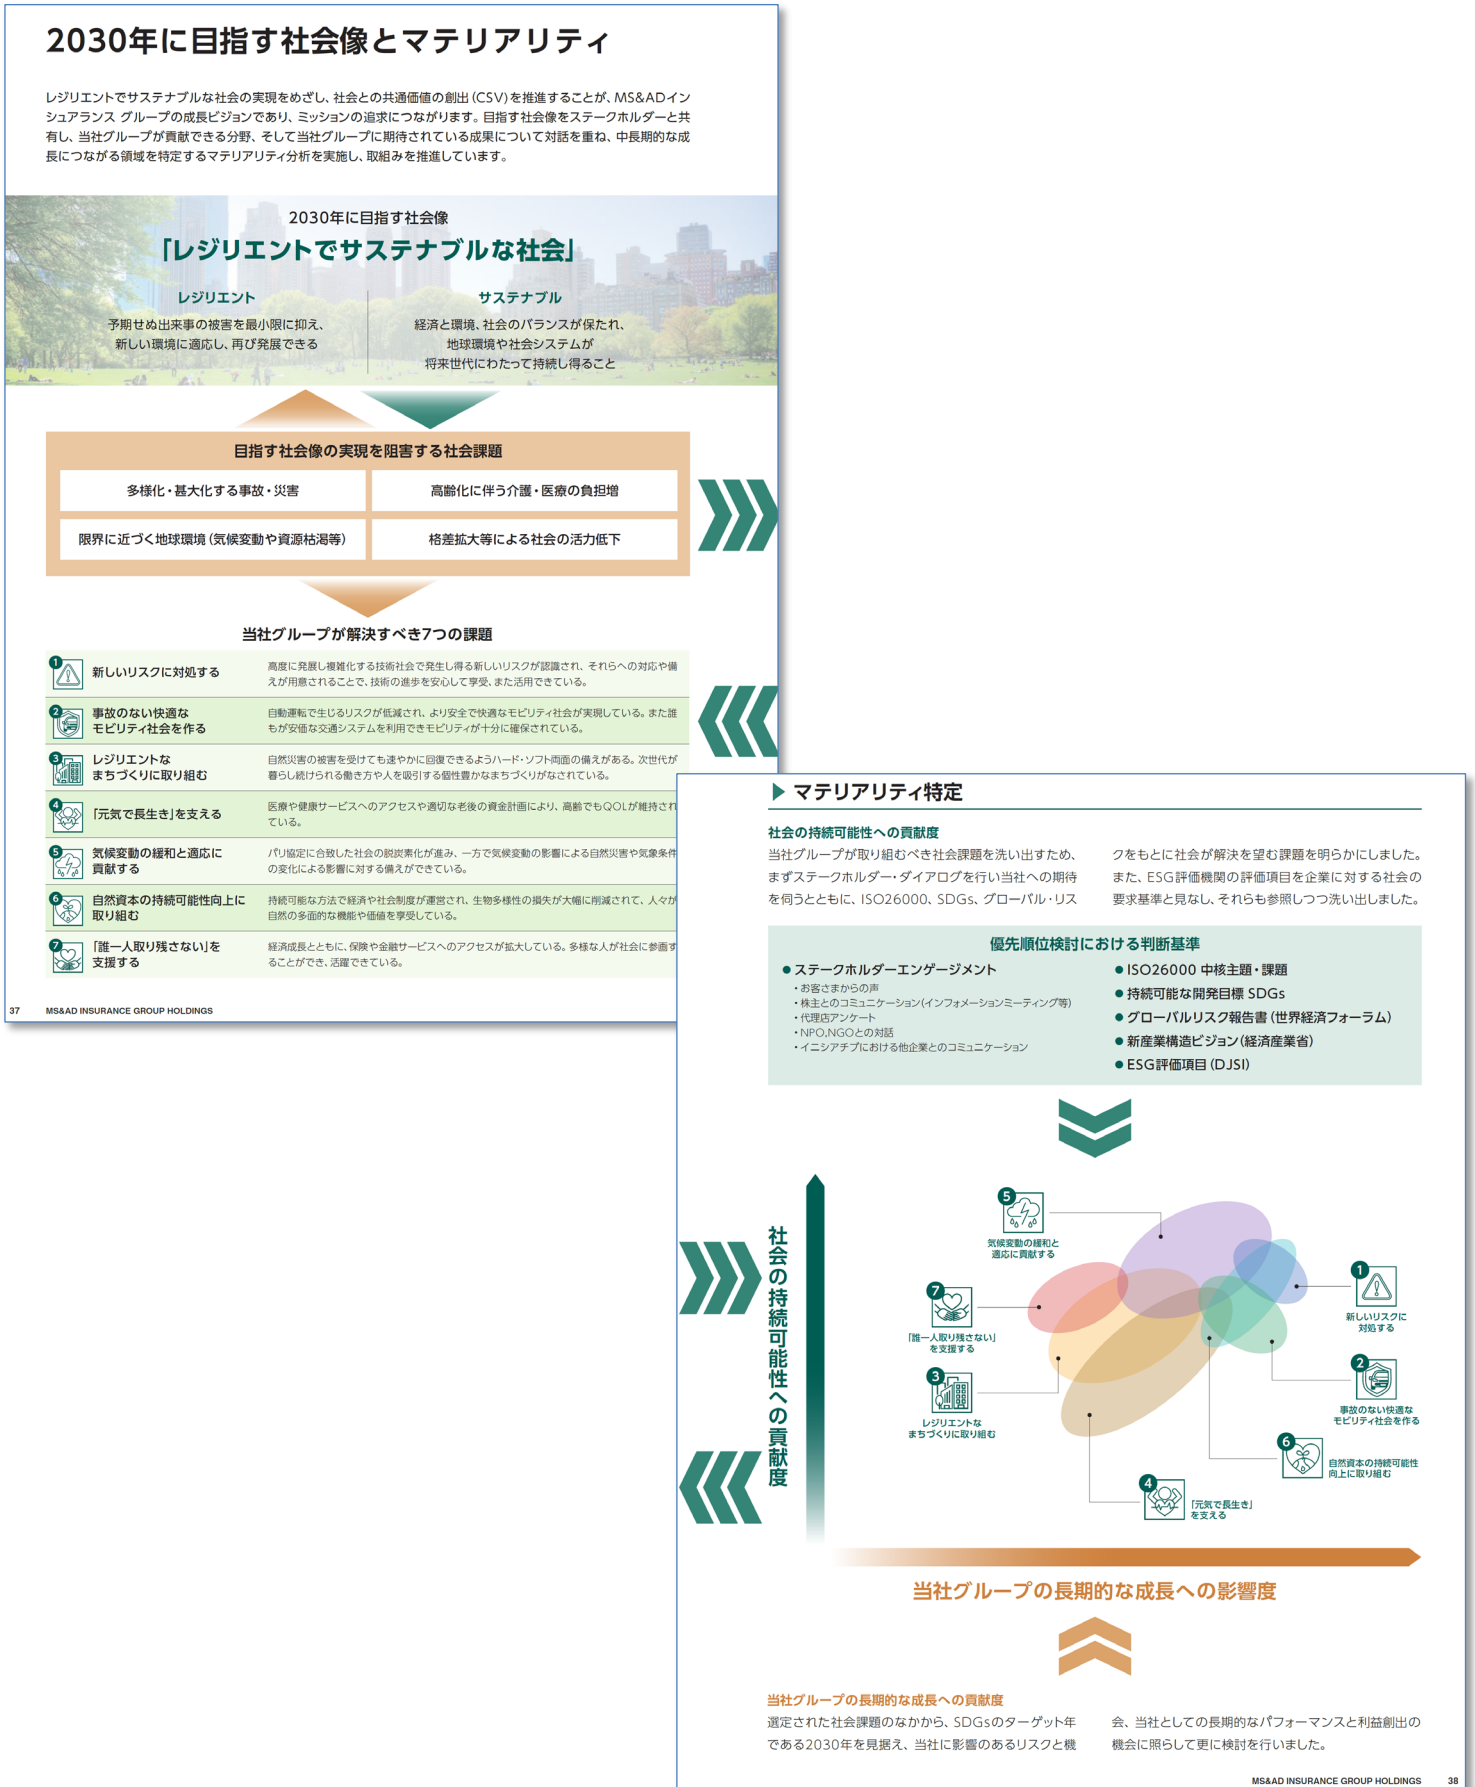 2030年に目指す社会像とマテリアリティ
レジリエントでサステナブルな社会の実現をめざし、社会との共通価値の創出（CSV）を推進することが、MS&ADイン
シュアランス グループの成長ビジョンであり、ミッションの追求につながります。目指す社会像をステークホルダーと共
有し、当社グループが貢献できる分野、そして当社グループに期待されている成果について対話を重ね、中長期的な成
長につながる領域を特定するマテリアリティ分析を実施し、取組みを推進しています。
2030年に目指す社会像
「レジリエントでサステナブルな社会」
レジリエント
予期せぬ出来事の被害を最小限に抑え、
新しい環境に適応し、再び発展できる
サステナブル
経済と環境、社会のバランスが保たれ、
地球環境や社会システムが
将来世代にわたって持続し得ること
目指す社会像の実現を阻害する社会課題
多様化・甚大化する事故・災害
高齢化に伴う介護・医療の負担増
限界に近づく地球環境（気候変動や資源枯渇等）
格差拡大等による社会の活力低下
当社グループが解決すべき7つの課題
1
新しいリスクに対処する
高度に発展し複雑化する技術社会で発生し得る新しいリスクが認識され、それらへの対応や備
えが用意されることで、技術の進歩を安心して享受、また活用できている。
2
事故のない快適な
モビリティ社会を作る
自動運転で生じるリスクが低減され、より安全で快適なモビリティ社会が実現している。また誰
もが安価な交通システムを利用できモビリティが十分に確保されている。
3
レジリエントな
まちづくりに取り組む
自然災害の被害を受けても速やかに回復できるようハード・ソフト両面の備えがある。次世代が
暮らし続けられる働き方や人を吸引する個性豊かなまちづくりがなされている。
4
「元気で長生き」を支える
医療や健康サービスへのアクセスや適切な老後の資金計画により、高齢でもQOLが維持され
ている。
5
気候変動の緩和と適応に
貢献する
パリ協定に合致した社会の脱炭素化が進み、一方で気候変動の影響による自然災害や気象条件
の変化による影響に対する備えができている。
6
自然資本の持続可能性向上に
取り組む
持続可能な方法で経済や社会制度が運営され、生物多様性の損失が大幅に削減されて、人々が
自然の多面的な機能や価値を享受している。
7
「誰一人取り残さない」を
支援する
経済成長とともに、保険や金融サービスへのアクセスが拡大している。多様な人が社会に参画す
ることができ、活躍できている。
37 MS&AD INSURANCE GROUP HOLDINGS
マテリアリティ特定
社会の持続可能性への貢献度
当社グループが取り組むべき社会課題を洗い出すため、
まずステークホルダー・ダイアログを行い当社への期待
を伺うとともに、ISO26000、SDGs、グローバル・リス
クをもとに社会が解決を望む課題を明らかにしました。
また、ESG評価機関の評価項目を企業に対する社会の
要求基準と見なし、それらも参照しつつ洗い出しました。
優先順位検討における判断基準
●ステークホルダーエンゲージメント
・お客さまからの声
・株主とのコミュニケーション（インフォメーションミーティング等）
・代理店アンケート
・NPO,NGOとの対話
・イニシアチブにおける他企業とのコミュニケーション
●ISO26000 中核主題・課題
●持続可能な開発目標 SDGs
●グローバルリスク報告書（世界経済フォーラム）
●新産業構造ビジョン（経済産業省）
●ESG評価項目（DJSI）
社会の持続可能性への貢献度
5
気候変動の緩和と
適応に貢献する
7
「誰一人取り残さない」
を支援する
3
レジリエントな
まちづくりに取り組む
1
新しいリスクに
対処する
2
事故のない快適な
モビリティ社会を作る
6
自然資本の持続可能性
向上に取り組む
4
「元気で長生き」
を支える
当社グループの長期的な成長への影響度
当社グループの長期的な成長への貢献度
選定された社会課題のなかから、SDGsのターゲット年
である2030年を見据え、当社に影響のあるリスクと機
会、当社としての長期的なパフォーマンスと利益創出の
機会に照らして更に検討を行いました。
MS&AD INSURANCE GROUP HOLDINGS 38